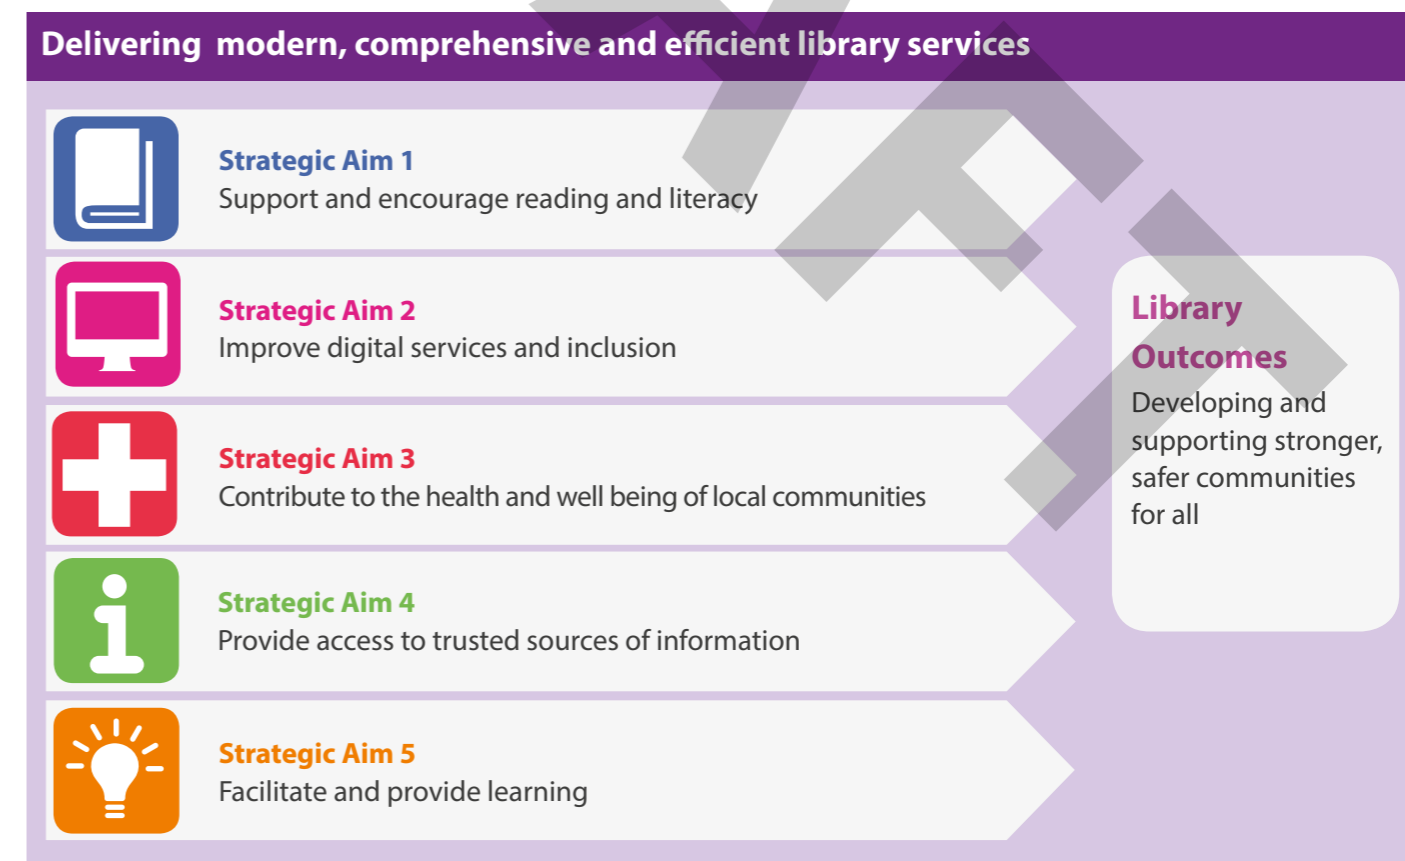 Delivering modern, comprehensive and efficient library services
Strategic Aim 1
Support and encourage reading and literacy
Strategic Aim 2
Improve digital services and inclusion
Strategic Aim 3
Contribute to the health and well being of local communities
Strategic Aim 4
Provide access to trusted sources of information
Strategic Aim 5
Facilitate and provide learning
Library
Outcomes
Developing and
supporting stronger,
safer communities
for all